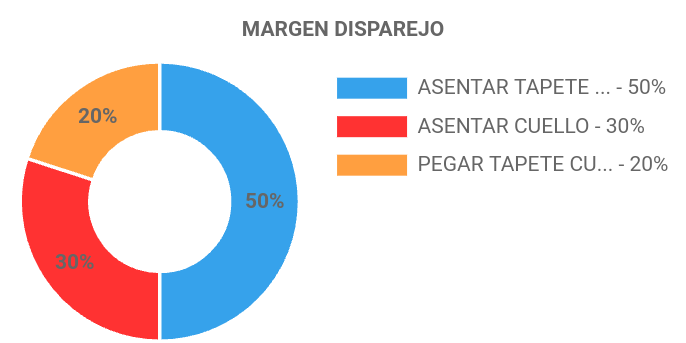 MARGEN DISPAREJO
ASENTAR TAPETE ... - 50%
ASENTAR CUELLO - 30%
PEGAR TAPETE CU... - 20%
20%
50%
30%